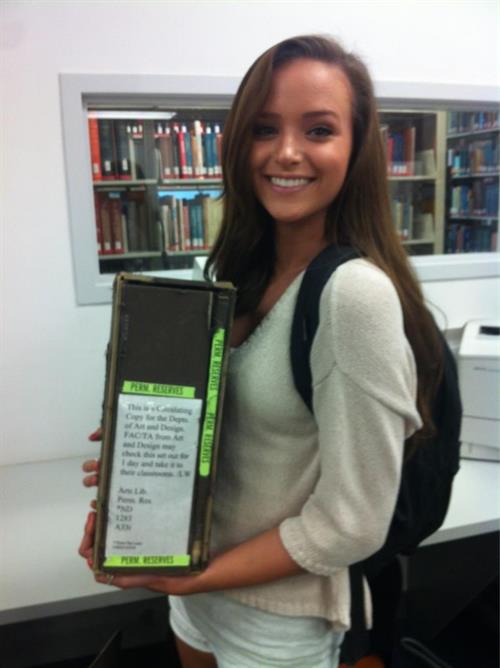 PERM. RESERVES
This is a Circulating
Copy for the Depts.
of Art and Design.
FAC/TA from Art
and Design may
check this set out for
1 day and take it to
their classrooms. /LW
Arts Lib.
Perm. Res
*ND
1285
PERM. RESERVES
PERM. RESERVES
PERM. RESERVES